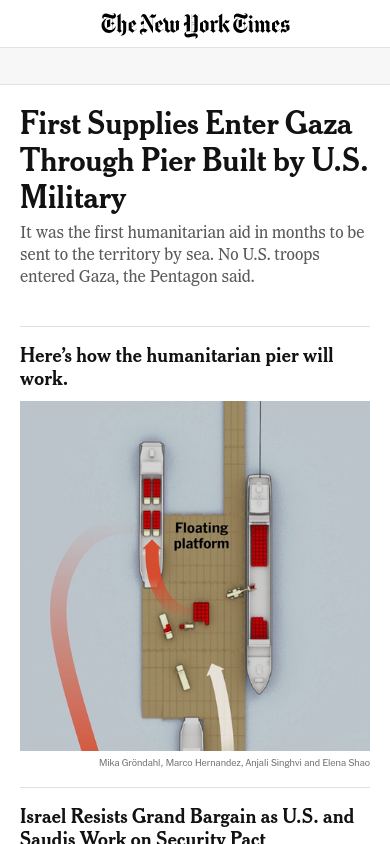 The New York Times
First Supplies Enter Gaza
Through Pier Built by U.S.
Military
It was the first humanitarian aid in months to be
sent to the territory by sea. No U.S. troops
entered Gaza, the Pentagon said.
Here’s how the humanitarian pier will
work.
Floating
platform
Mika Gröndahl, Marco Hernandez, Anjali Singhvi and Elena Shao
Israel Resists Grand Bargain as U.S. and
Saudis Work on Security Pact